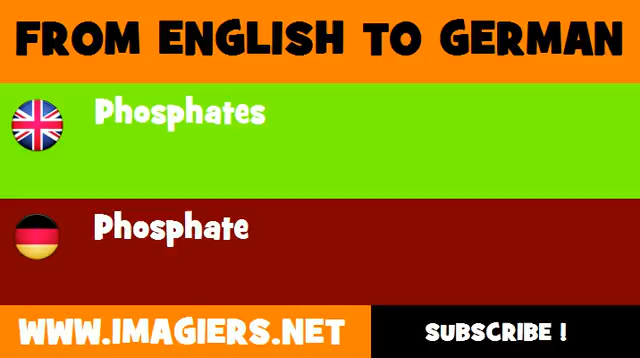 FROM ENGLISH TO GERMAN
Phosphates
Phosphate
WWW.IMAGIERS.NET
SUBSCRIBE !